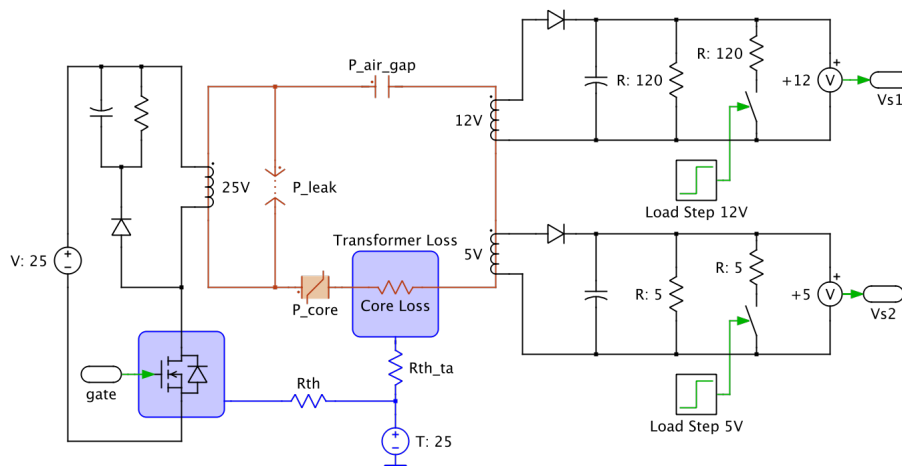 P_air_gap
R: 120
R: 120
+12
V
Vs1
12V
25V
P_leak
Load Step 12V
V: 25
Transformer Loss
5V
Core Loss
P_core
R: 5
R: 5
+5
V
Vs2
Rth_ta
gate
Rth
T: 25
Load Step 5V